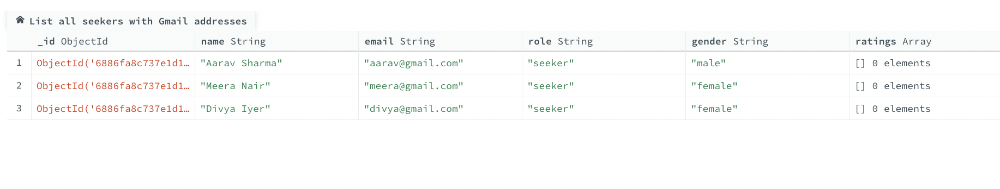 List all seekers with Gmail addresses
_id ObjectId name String email String role String gender String ratings Array
1 ObjectId('6886fa8c737e1d1… "Aarav Sharma" "aarav@gmail.com" "seeker" "male" [] 0 elements
2 ObjectId('6886fa8c737e1d1… "Meera Nair" "meera@gmail.com" "seeker" "female" [] 0 elements
3 ObjectId('6886fa8c737e1d1… "Divya Iyer" "divya@gmail.com" "seeker" "female" [] 0 elements